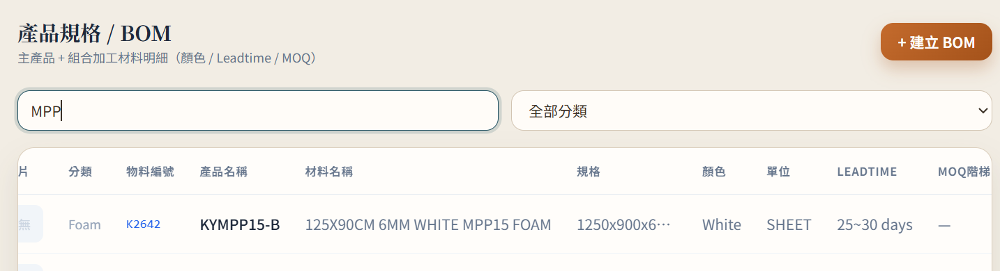 產品規格 / BOM
主產品 + 組合加工材料明細（顏色 / Leadtime / MOQ）
+ 建立 BOM
MPP
全部分類
片 分類 物料編號 產品名稱 材料名稱 規格 顏色 單位 LEADTIME MOQ階梯
無 Foam K2642 KYMPP15-B 125X90CM 6MM WHITE MPP15 FOAM 1250x900x6… White SHEET 25~30 days —